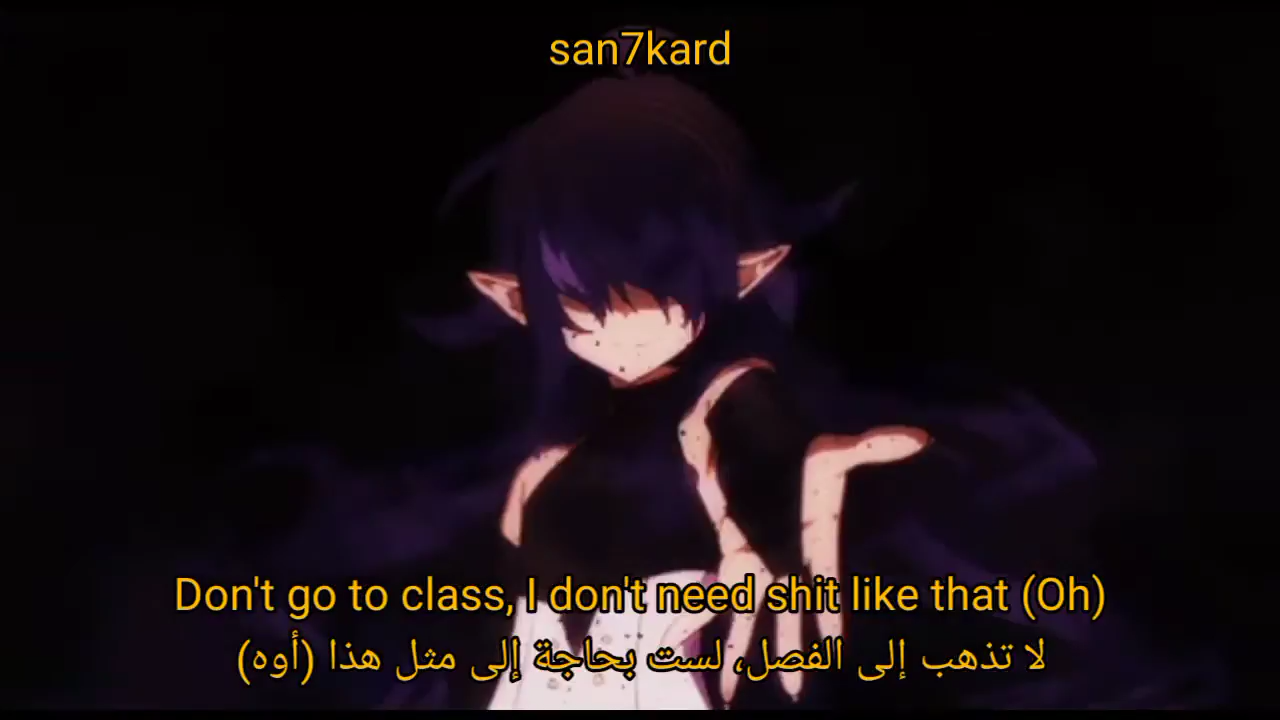 san7kard
Don't go to class, I don't need shit like that (Oh)
لا تذهب إلى الفصل، لست بحاجة إلى مثل هذا (أوه)